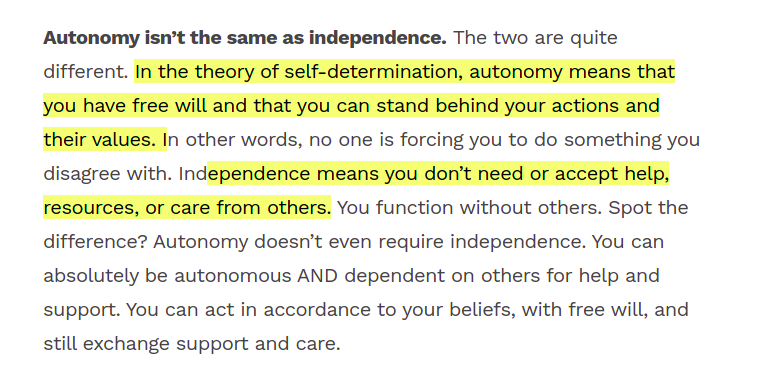 Autonomy isn’t the same as independence. The two are quite
different. In the theory of self-determination, autonomy means that
you have free will and that you can stand behind your actions and
their values. In other words, no one is forcing you to do something you
disagree with. Independence means you don’t need or accept help,
resources, or care from others. You function without others. Spot the
difference? Autonomy doesn’t even require independence. You can
absolutely be autonomous AND dependent on others for help and
support. You can act in accordance to your beliefs, with free will, and
still exchange support and care.